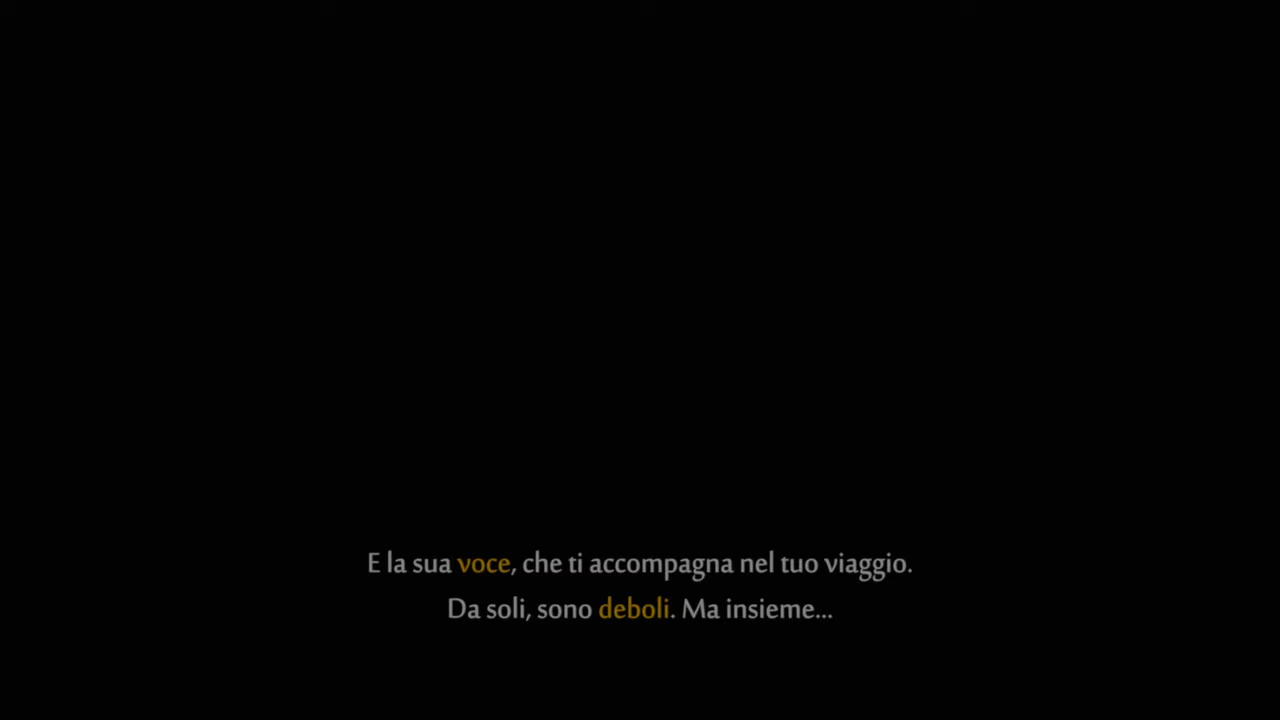 E la sua voce, che ti accompagna nel tuo viaggio.
Da soli, sono deboli. Ma insieme...